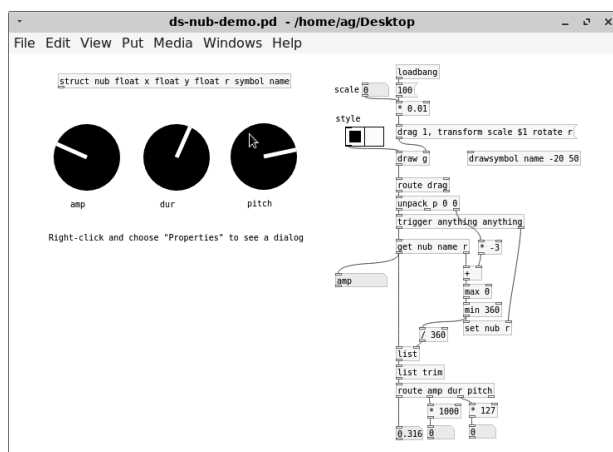 ds-nub-demo.pd - /home/ag/Desktop
File Edit View Put Media Windows Help
struct nub float x float y float r symbol name
amp
dur
pitch
Right-click and choose "Properties" to see a dialog
loadbang
scale 0
100
* 0.01
style
drag 1, transform scale $1 rotate r
draw g
drawsymbol name -20 50
route drag
unpack p 0 0
trigger anything anything
get nub name r
* -3
+
amp
max 0
min 360
set nub r
/ 360
list
list trim
route amp dur pitch
* 1000
* 127
0.316
0
0